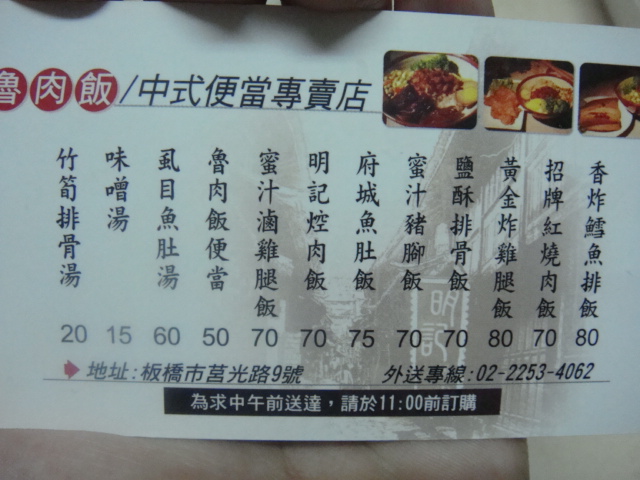 魯肉飯/中式便當專賣店
香炸鱈魚排飯 80
招牌紅燒肉飯 70
黃金炸雞腿飯 80
鹽酥排骨飯 70
蜜汁豬腳飯 70
府城魚肚飯 75
明記焢肉飯 70
蜜汁滷雞腿飯 70
魯肉飯便當 50
虱目魚肚湯 60
味噌湯 15
竹筍排骨湯 20
明記
地址:板橋市莒光路9號 外送專線:02-2253-4062
為求中午前送達,請於11:00前訂購